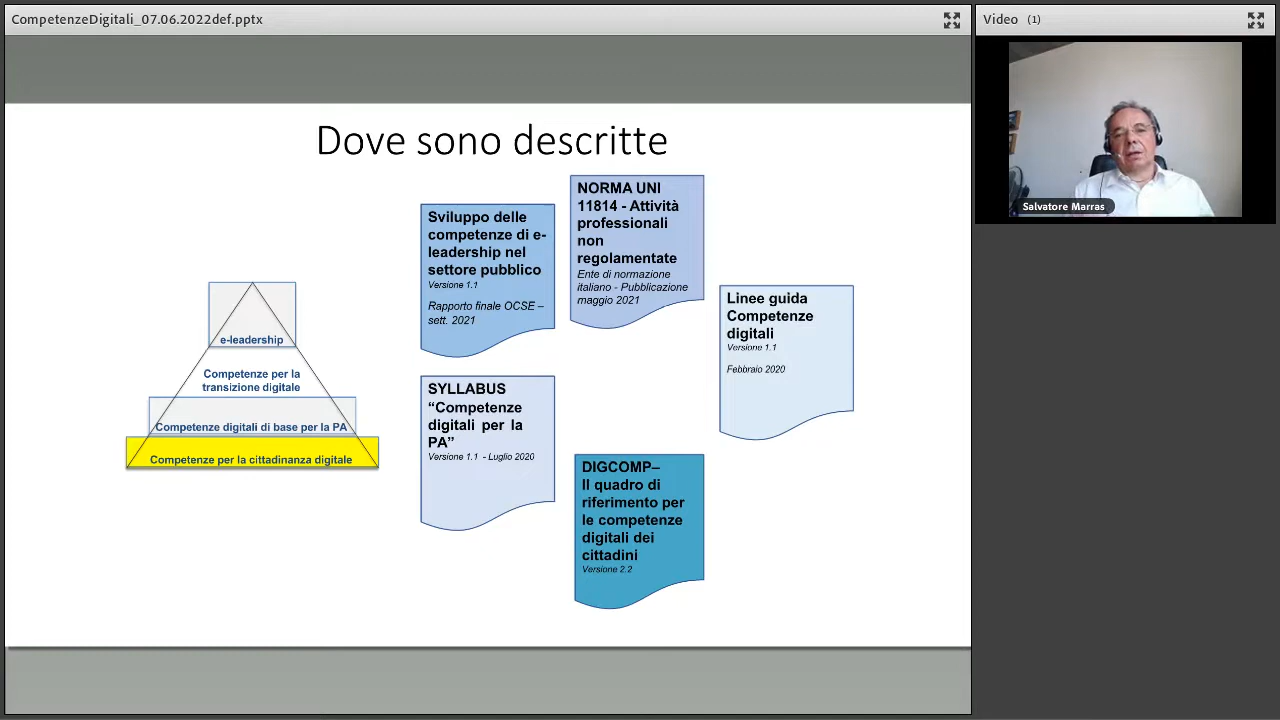 CompetenzeDigitali_07.06.2022def.pptx
Video (1)
Salvatore Marras
Dove sono descritte
e-leadership
Competenze per la
transizione digitale
Competenze digitali di base per la PA
Competenze per la cittadinanza digitale
Sviluppo delle
competenze di e-
leadership nel
settore pubblico
Versione 1.1
Rapporto finale OCSE –
sett. 2021
NORMA UNI
11814 - Attività
professionali
non
regolamentate
Ente di normazione
italiano - Pubblicazione
maggio 2021
Linee guida
Competenze
digitali
Versione 1.1
Febbraio 2020
SYLLABUS
“Competenze
digitali per la
PA”
Versione 1.1 - Luglio 2020
DIGCOMP–
Il quadro di
riferimento per
le competenze
digitali dei
cittadini
Versione 2.2